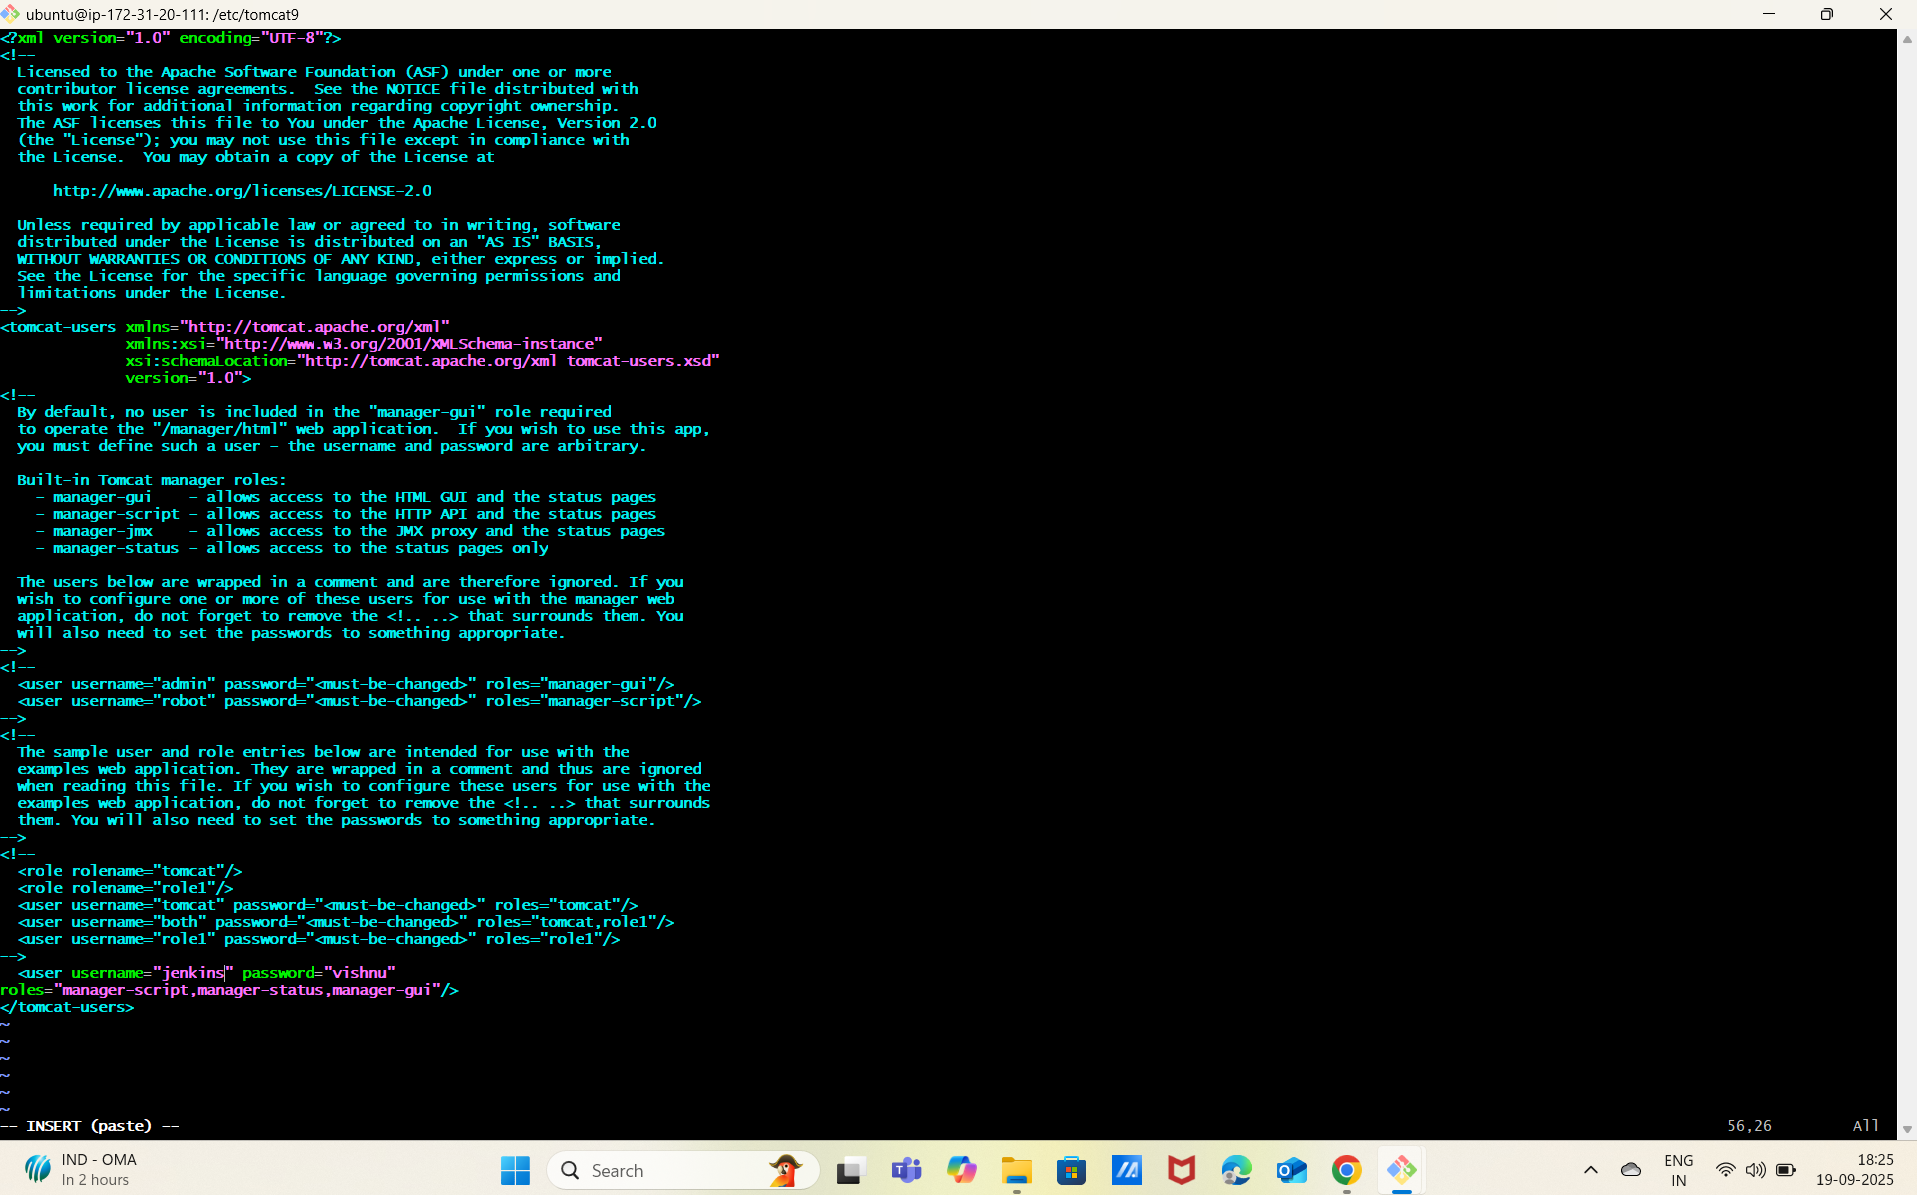 ubuntu@ip-172-31-20-111: /etc/tomcat9
<?xml version="1.0" encoding="UTF-8"?>
<!--
  Licensed to the Apache Software Foundation (ASF) under one or more
  contributor license agreements.  See the NOTICE file distributed with
  this work for additional information regarding copyright ownership.
  The ASF licenses this file to You under the Apache License, Version 2.0
  (the "License"); you may not use this file except in compliance with
  the License.  You may obtain a copy of the License at

      http://www.apache.org/licenses/LICENSE-2.0

  Unless required by applicable law or agreed to in writing, software
  distributed under the License is distributed on an "AS IS" BASIS,
  WITHOUT WARRANTIES OR CONDITIONS OF ANY KIND, either express or implied.
  See the License for the specific language governing permissions and
  limitations under the License.
-->
<tomcat-users xmlns="http://tomcat.apache.org/xml"
              xmlns:xsi="http://www.w3.org/2001/XMLSchema-instance"
              xsi:schemaLocation="http://tomcat.apache.org/xml tomcat-users.xsd"
              version="1.0">
<!--
  By default, no user is included in the "manager-gui" role required
  to operate the "/manager/html" web application.  If you wish to use this app,
  you must define such a user - the username and password are arbitrary.

  Built-in Tomcat manager roles:
    - manager-gui    - allows access to the HTML GUI and the status pages
    - manager-script - allows access to the HTTP API and the status pages
    - manager-jmx    - allows access to the JMX proxy and the status pages
    - manager-status - allows access to the status pages only

  The users below are wrapped in a comment and are therefore ignored. If you
  wish to configure one or more of these users for use with the manager web
  application, do not forget to remove the <!.. ..> that surrounds them. You
  will also need to set the passwords to something appropriate.
-->
<!--
  <user username="admin" password="<must-be-changed>" roles="manager-gui"/>
  <user username="robot" password="<must-be-changed>" roles="manager-script"/>
-->
<!--
  The sample user and role entries below are intended for use with the
  examples web application. They are wrapped in a comment and thus are ignored
  when reading this file. If you wish to configure these users for use with the
  examples web application, do not forget to remove the <!.. ..> that surrounds
  them. You will also need to set the passwords to something appropriate.
-->
<!--
  <role rolename="tomcat"/>
  <role rolename="role1"/>
  <user username="tomcat" password="<must-be-changed>" roles="tomcat"/>
  <user username="both" password="<must-be-changed>" roles="tomcat,role1"/>
  <user username="role1" password="<must-be-changed>" roles="role1"/>
-->
  <user username="jenkins" password="vishnu"
roles="manager-script,manager-status,manager-gui"/>
</tomcat-users>
~
~
~
~
~
~
-- INSERT (paste) --
56,26
All
IND - OMA
In 2 hours
Search
ENG
IN
18:25
19-09-2025